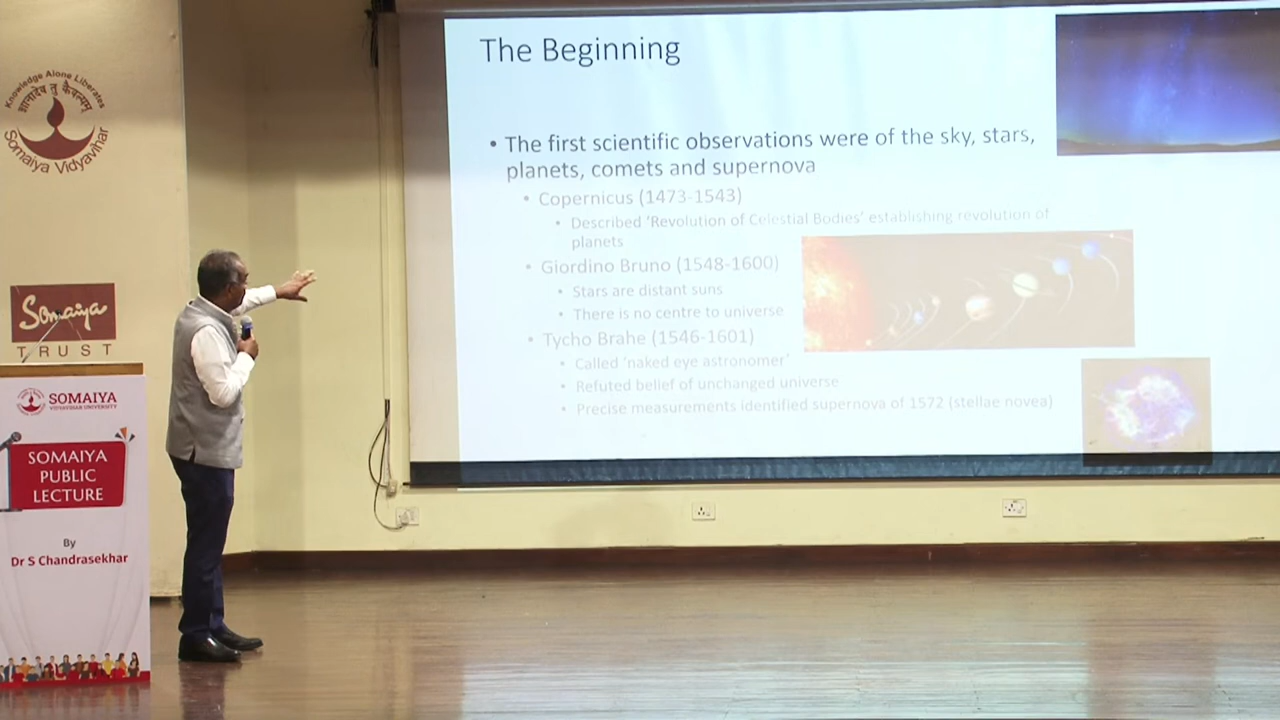 Knowledge Alone Liberates
ज्ञानादेव तु कैवल्यम्
Somaiya Vidyavihar
Somaiya
TRUST
SOMAIYA
VIDYAVIHAR UNIVERSITY
SOMAIYA
PUBLIC
LECTURE
By
Dr S Chandrasekhar
The Beginning
• The first scientific observations were of the sky, stars,
planets, comets and supernova
• Copernicus (1473-1543)
• Described ‘Revolution of Celestial Bodies’ establishing revolution of
planets
• Giordino Bruno (1548-1600)
• Stars are distant suns
• There is no centre to universe
• Tycho Brahe (1546-1601)
• Called ‘naked eye astronomer’
• Refuted belief of unchanged universe
• Precise measurements identified supernova of 1572 (stellae novea)